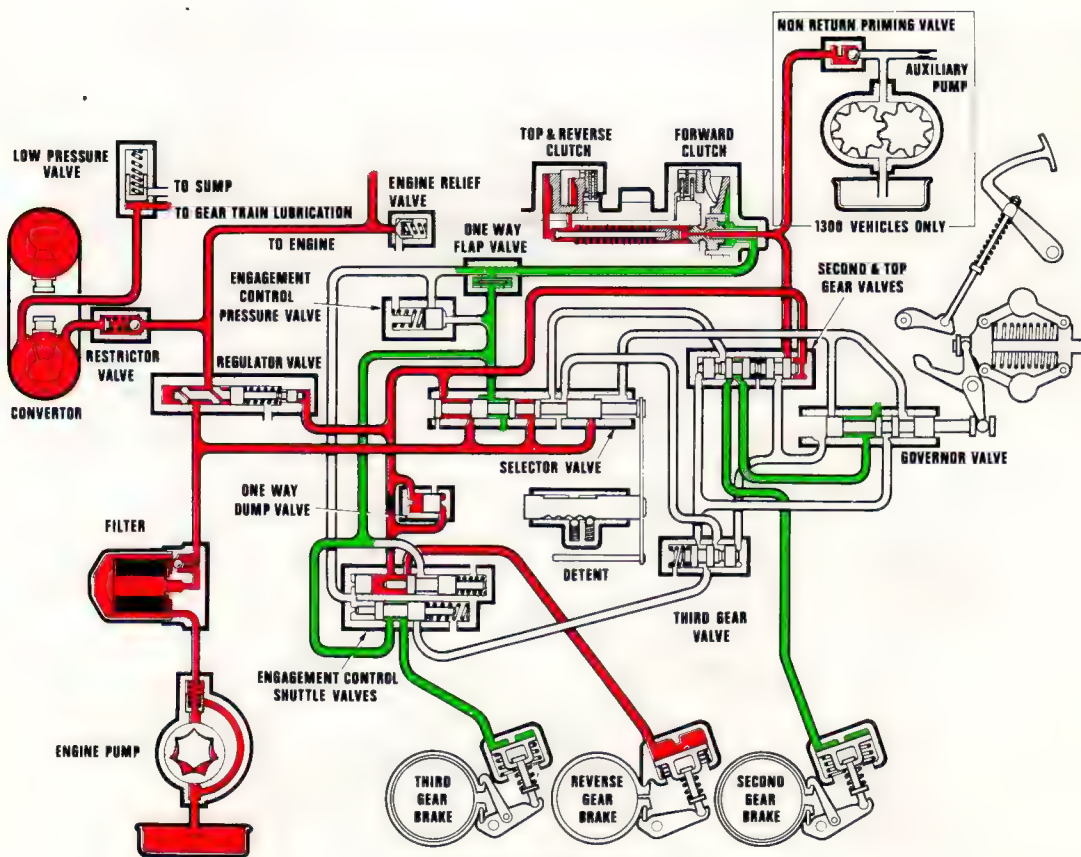 NON RETURN PRIMING VALVE
AUXILIARY
PUMP
1300 VEHICLES ONLY
LOW PRESSURE
VALVE
TO SUMP
TO GEAR TRAIN LUBRICATION
TO ENGINE
ENGINE RELIEF
VALVE
TOP & REVERSE
CLUTCH
FORWARD
CLUTCH
ONE WAY
FLAP VALVE
ENGAGEMENT
CONTROL
PRESSURE VALVE
SECOND & TOP
GEAR VALVES
RESTRICTOR
VALVE
CONVERTOR
REGULATOR VALVE
SELECTOR VALVE
GOVERNOR VALVE
ONE WAY
DUMP VALVE
FILTER
DETENT
THIRD GEAR
VALVE
ENGAGEMENT CONTROL
SHUTTLE VALVES
ENGINE PUMP
THIRD
GEAR
BRAKE
REVERSE
GEAR
BRAKE
SECOND
GEAR
BRAKE